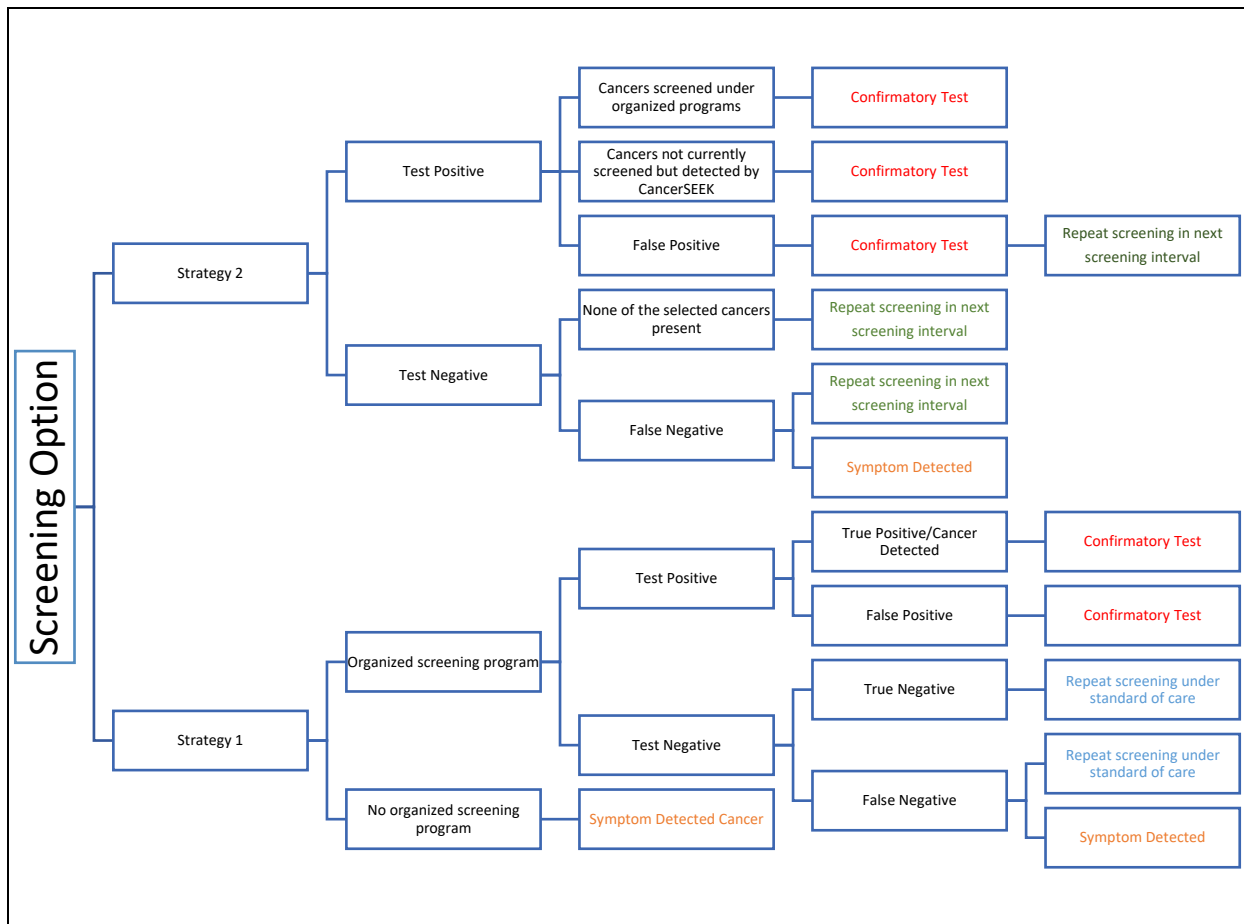 Screening Option
Strategy 2
Test Positive
Cancers screened under
organized programs
Confirmatory Test
Cancers not currently
screened but detected by
CancerSEEK
Confirmatory Test
False Positive
Confirmatory Test
Repeat screening in next
screening interval
Test Negative
None of the selected cancers
present
Repeat screening in next
screening interval
False Negative
Repeat screening in next
screening interval
Symptom Detected
Strategy 1
Organized screening program
Test Positive
True Positive/Cancer
Detected
Confirmatory Test
False Positive
Confirmatory Test
Test Negative
True Negative
Repeat screening under
standard of care
False Negative
Repeat screening under
standard of care
Symptom Detected
No organized screening
program
Symptom Detected Cancer